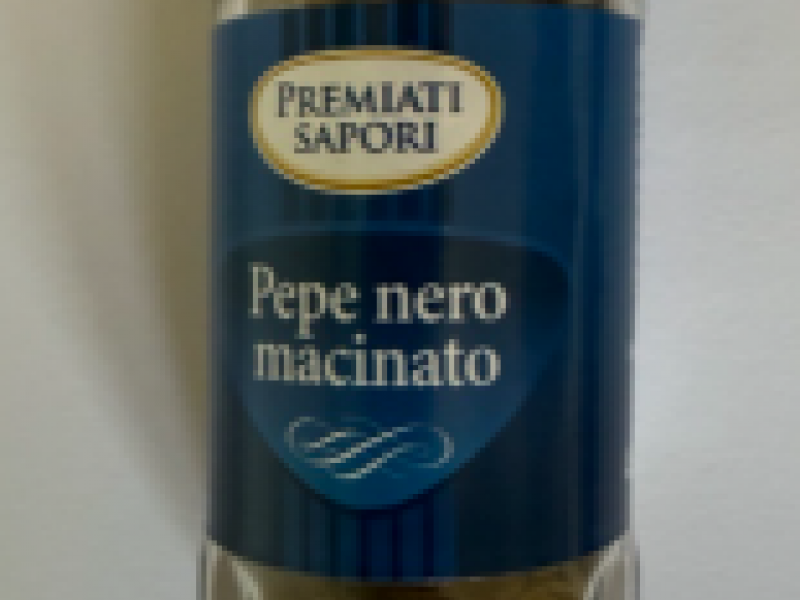 PREMIATI
SAPORI
Pepe nero
macinato